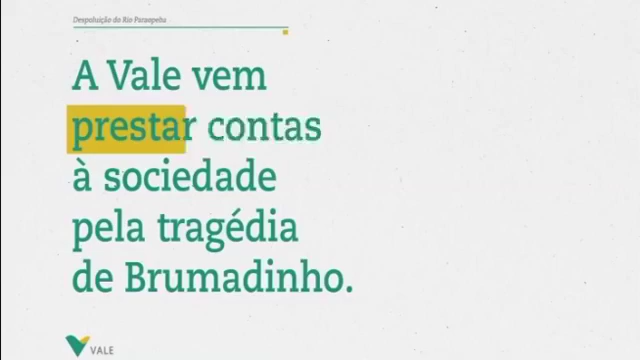 Despoluição do Rio Paraopeba
A Vale vem
prestar contas
à sociedade
pela tragédia
de Brumadinho.
VALE